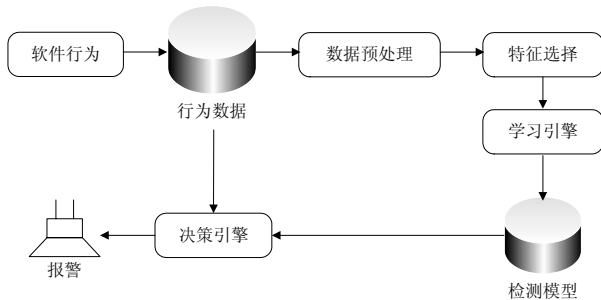 软件行为
数据预处理
特征选择
行为数据
学习引擎
决策引擎
报警
检测模型